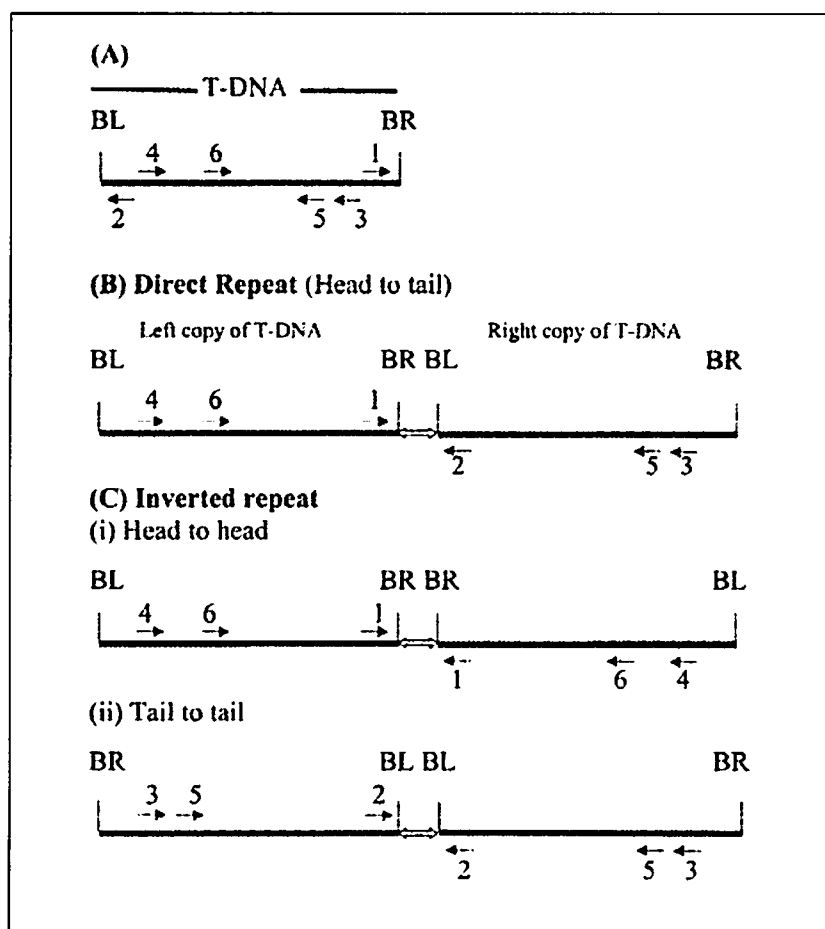 (A)
T-DNA
BL BR
4 6 1
2 5 3
(B) Direct Repeat (Head to tail)
Left copy of T-DNA Right copy of T-DNA
BL BR BL BR
4 6 1
2 5 3
(C) Inverted repeat
(i) Head to head
BL BR BR BL
4 6 1
1 6 4
(ii) Tail to tail
BR BL BL BR
3 5 2
2 5 3